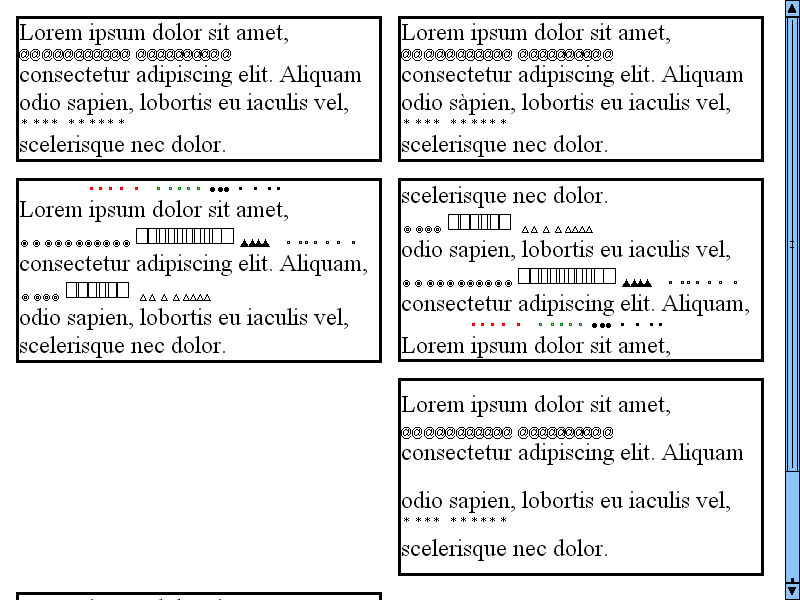 Lorem ipsum dolor sit amet,
@@@@@@@@@@@ @@@@@@@@@@
consectetur adipiscing elit. Aliquam
odio sapien, lobortis eu iaculis vel,
* *** ******
scelerisque nec dolor.
Lorem ipsum dolor sit amet,
@@@@@@@@@@@ @@@@@@@@@@
consectetur adipiscing elit. Aliquam
odio sàpien, lobortis eu iaculis vel,
* *** ******
scelerisque nec dolor.
Lorem ipsum dolor sit amet,
consectetur adipiscing elit. Aliquam,
odio sapien, lobortis eu iaculis vel,
scelerisque nec dolor.
scelerisque nec dolor.
odio sapien, lobortis eu iaculis vel,
consectetur adipiscing elit. Aliquam,
Lorem ipsum dolor sit amet,
Lorem ipsum dolor sit amet,
@@@@@@@@@@@ @@@@@@@@@@
consectetur adipiscing elit. Aliquam
odio sapien, lobortis eu iaculis vel,
* *** ******
scelerisque nec dolor.